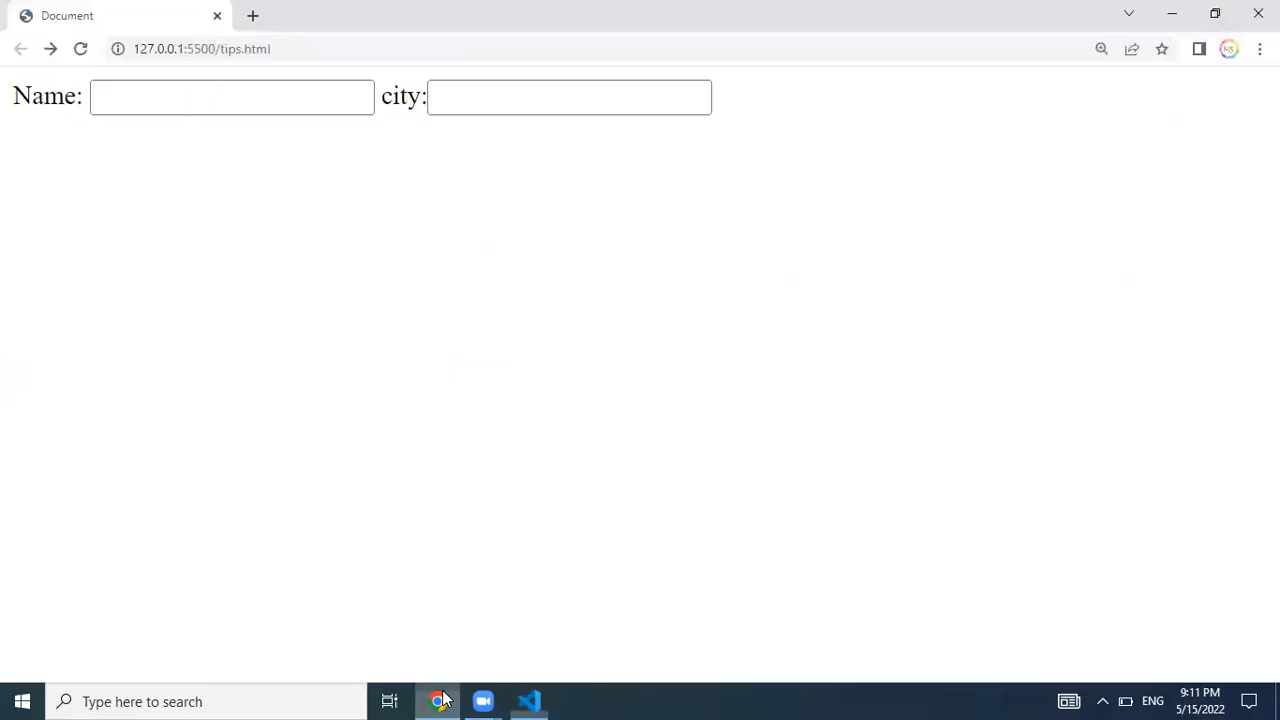 Document
127.0.0.1:5500/tips.html
Name: city:
Type here to search
ENG
9:11 PM
5/15/2022